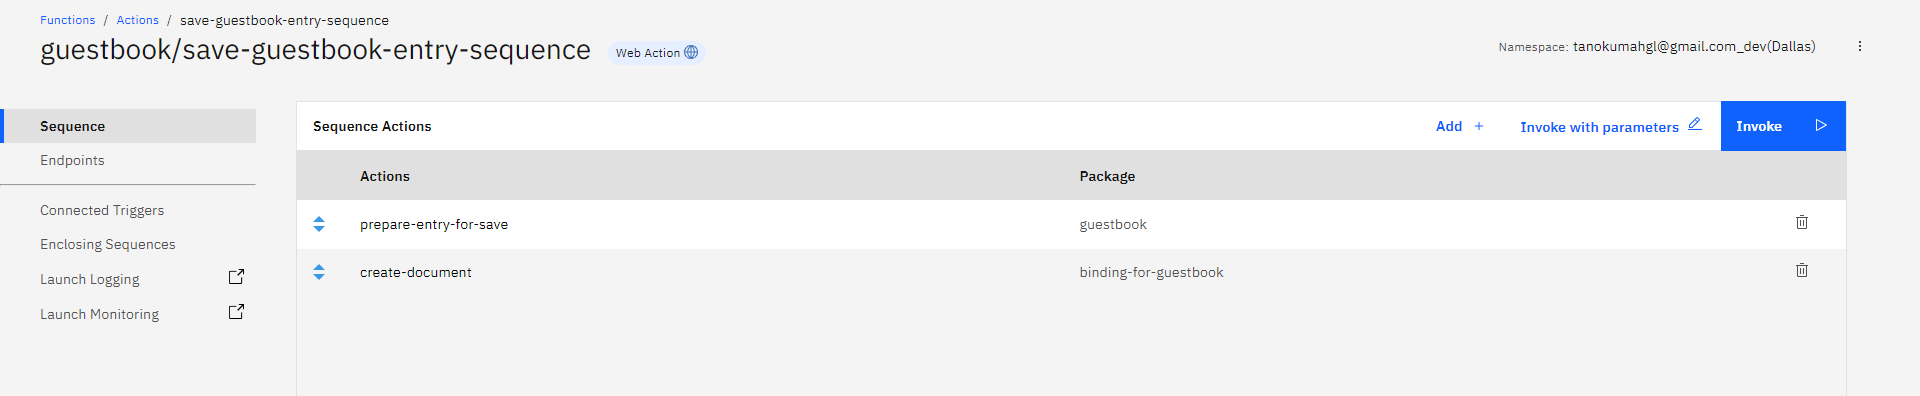 Functions / Actions / save-guestbook-entry-sequence
guestbook/save-guestbook-entry-sequence Web Action
Namespace: tanokumahgl@gmail.com_dev(Dallas)
Sequence
Endpoints
Connected Triggers
Enclosing Sequences
Launch Logging
Launch Monitoring
Sequence Actions Add + Invoke with parameters Invoke
Actions Package
prepare-entry-for-save guestbook
create-document binding-for-guestbook